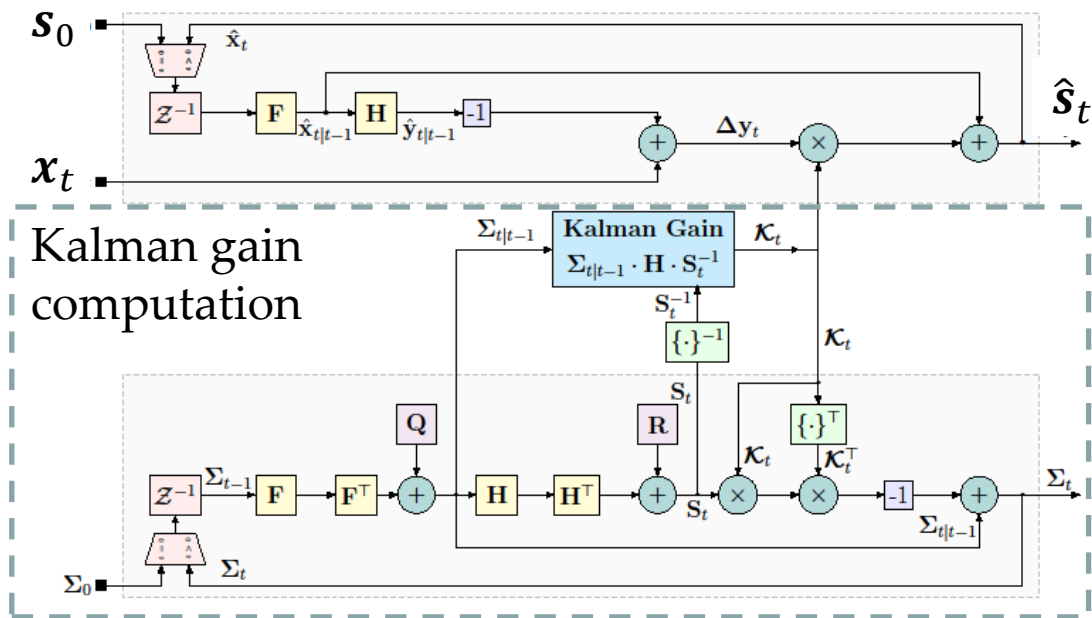 s₀
x̂ₜ
𝒵⁻¹
F
x̂ₜ|ₜ₋₁
H
ŷₜ|ₜ₋₁
-1
+
Δyₜ
×
+
ŝₜ
xₜ
Kalman gain
computation
Σₜ|ₜ₋₁
Kalman Gain
Σₜ|ₜ₋₁ · H · Sₜ⁻¹
𝒦ₜ
Sₜ⁻¹
{·}⁻¹
𝒦ₜ
Sₜ
Q
R
{·}⊤
𝒦ₜ
𝒦ₜ⊤
𝒵⁻¹
Σₜ₋₁
F
F⊤
+
H
H⊤
+
Sₜ
×
×
-1
Σₜ|ₜ₋₁
+
Σₜ
Σ₀
Σₜ